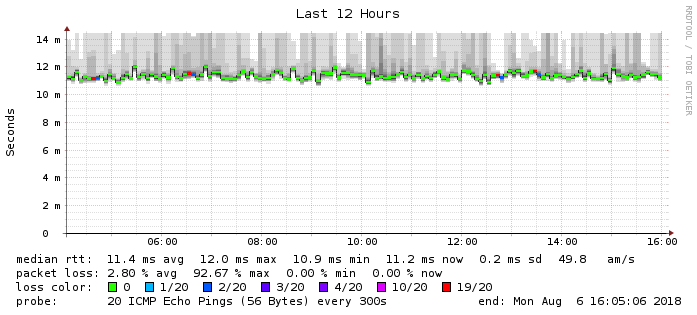 Last 12 Hours
RRDTOOL / TOBI OETIKER
Seconds
14 m
12 m
10 m
8 m
6 m
4 m
2 m
0
06:00 08:00 10:00 12:00 14:00 16:00
median rtt: 11.4 ms avg 12.0 ms max 10.9 ms min 11.2 ms now 0.2 ms sd 49.8 am/s
packet loss: 2.80 % avg 92.67 % max 0.00 % min 0.00 % now
loss color: 0 1/20 2/20 3/20 4/20 10/20 19/20
probe: 20 ICMP Echo Pings (56 Bytes) every 300s end: Mon Aug 6 16:05:06 2018